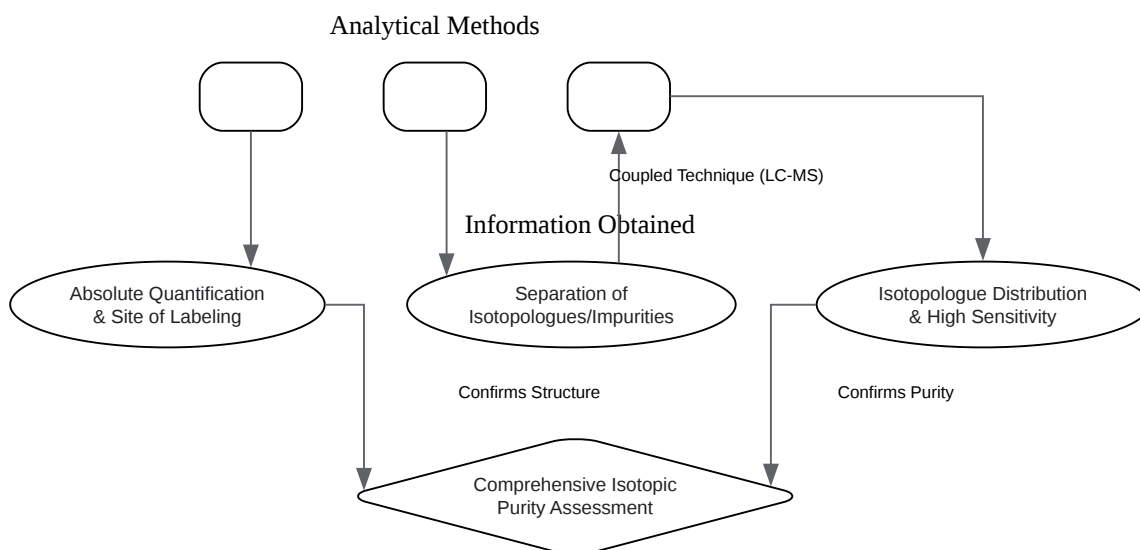 Analytical Methods
Coupled Technique (LC-MS)
Information Obtained
Absolute Quantification
& Site of Labeling
Separation of
Isotopologues/Impurities
Isotopologue Distribution
& High Sensitivity
Confirms Structure
Confirms Purity
Comprehensive Isotopic
Purity Assessment